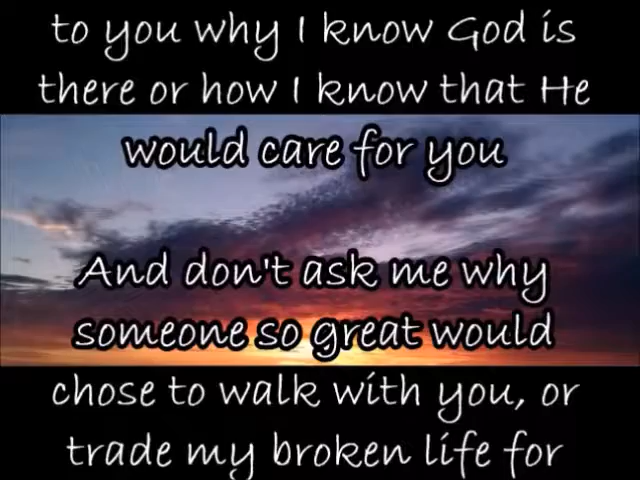 to you why I know God is
there or how I know that He
would care for you
And don't ask me why
someone so great would
chose to walk with you, or
trade my broken life for